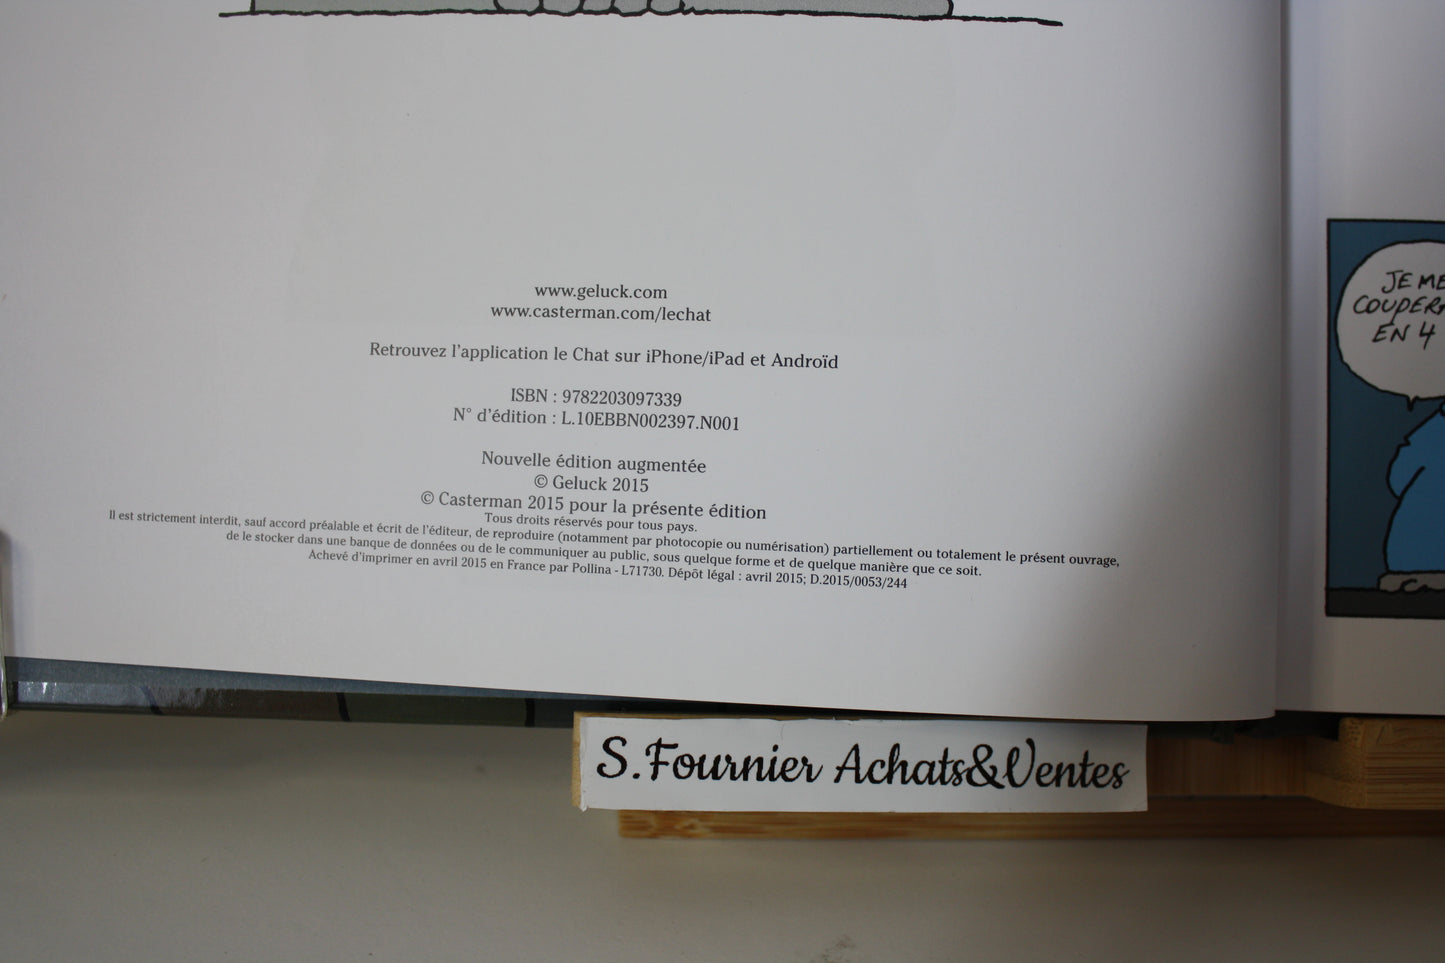 www.geluck.com
www.casterman.com/lechat
Retrouvez l'application le Chat sur iPhone/iPad et Androïd
ISBN : 9782203097339
N° d'édition : L.10EBBN002397.N001
Nouvelle édition augmentée
© Geluck 2015
© Casterman 2015 pour la présente édition
Tous droits réservés pour tous pays.
Il est strictement interdit, sauf accord préalable et écrit de l'éditeur, de reproduire (notamment par photocopie ou numérisation) partiellement ou totalement le présent ouvrage,
de le stocker dans une banque de données ou de le communiquer au public, sous quelque forme et de quelque manière que ce soit.
Achevé d'imprimer en avril 2015 en France par Pollina - L71730. Dépôt légal : avril 2015; D.2015/0053/244
JE ME
EN 4
S.Fournier Achats&Ventes